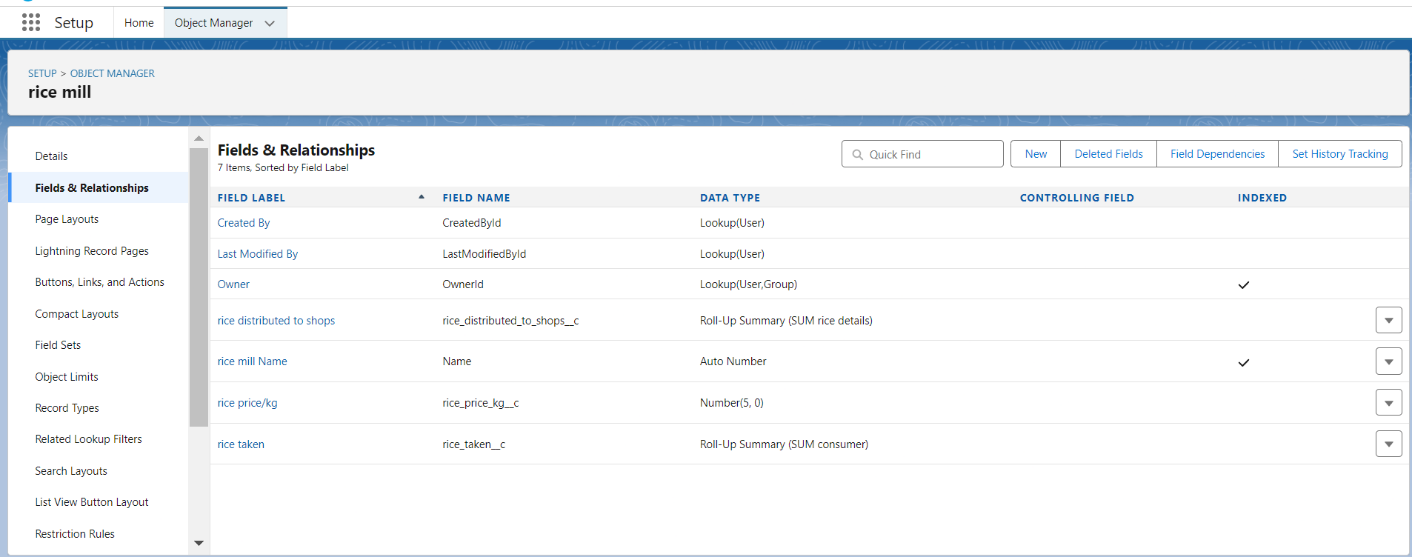 Setup Home Object Manager
SETUP > OBJECT MANAGER
rice mill
Details
Fields & Relationships
Page Layouts
Lightning Record Pages
Buttons, Links, and Actions
Compact Layouts
Field Sets
Object Limits
Record Types
Related Lookup Filters
Search Layouts
List View Button Layout
Restriction Rules
Fields & Relationships
7 Items, Sorted by Field Label
Quick Find New Deleted Fields Field Dependencies Set History Tracking
FIELD LABEL FIELD NAME DATA TYPE CONTROLLING FIELD INDEXED
Created By CreatedById Lookup(User)
Last Modified By LastModifiedById Lookup(User)
Owner OwnerId Lookup(User,Group)
rice distributed to shops rice_distributed_to_shops__c Roll-Up Summary (SUM rice details)
rice mill Name Name Auto Number
rice price/kg rice_price_kg__c Number(5, 0)
rice taken rice_taken__c Roll-Up Summary (SUM consumer)